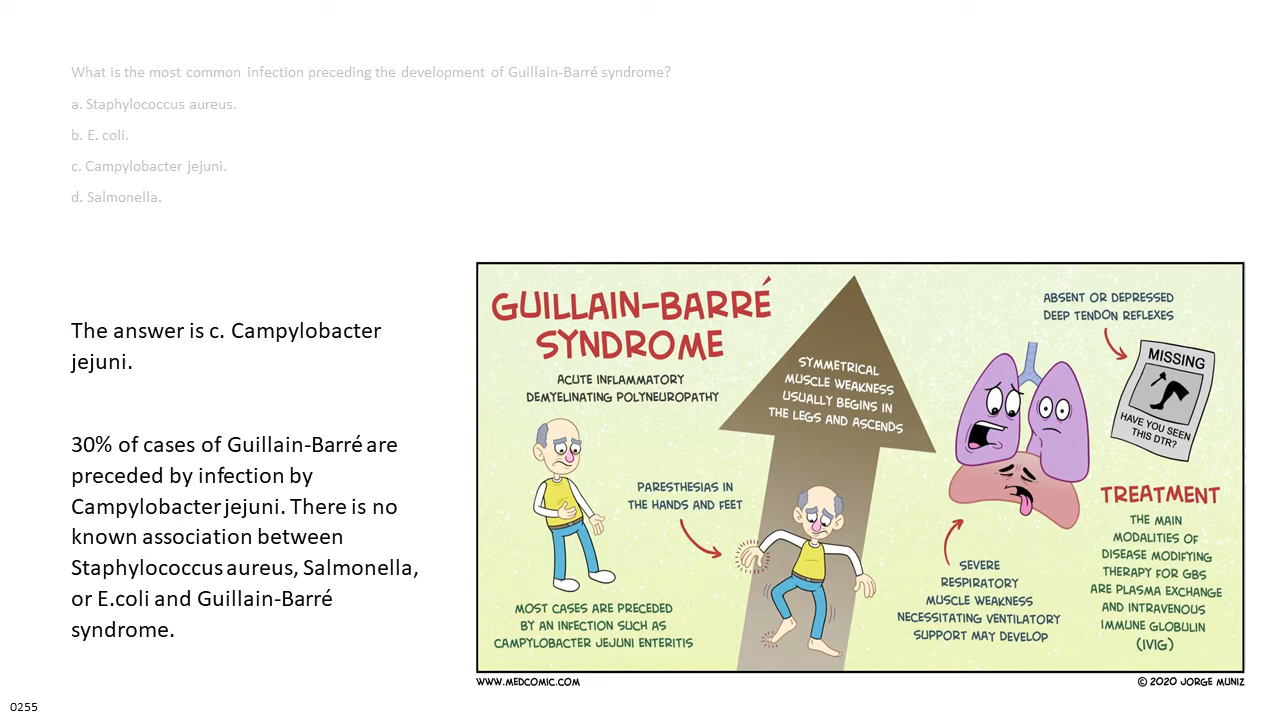 What is the most common infection preceding the development of Guillain-Barré syndrome?
a. Staphylococcus aureus.
b. E. coli.
c. Campylobacter jejuni.
d. Salmonella.
The answer is c. Campylobacter
jejuni.
30% of cases of Guillain-Barré are
preceded by infection by
Campylobacter jejuni. There is no
known association between
Staphylococcus aureus, Salmonella,
or E.coli and Guillain-Barré
syndrome.
GUILLAIN-BARRÉ
SYNDROME
ACUTE INFLAMMATORY
DEMYELINATING POLYNEUROPATHY
MOST CASES ARE PRECEDED
BY AN INFECTION SUCH AS
CAMPYLOBACTER JEJUNI ENTERITIS
PARESTHESIAS IN
THE HANDS AND FEET
SYMMETRICAL
MUSCLE WEAKNESS
USUALLY BEGINS IN
THE LEGS AND ASCENDS
ABSENT OR DEPRESSED
DEEP TENDON REFLEXES
MISSING
HAVE YOU SEEN
THIS DTR?
SEVERE
RESPIRATORY
MUSCLE WEAKNESS
NECESSITATING VENTILATORY
SUPPORT MAY DEVELOP
TREATMENT
THE MAIN
MODALITIES OF
DISEASE MODIFYING
THERAPY FOR GBS
ARE PLASMA EXCHANGE
AND INTRAVENOUS
IMMUNE GLOBULIN
(IVIG)
WWW.MEDCOMIC.COM
© 2020 JORGE MUNIZ
0255